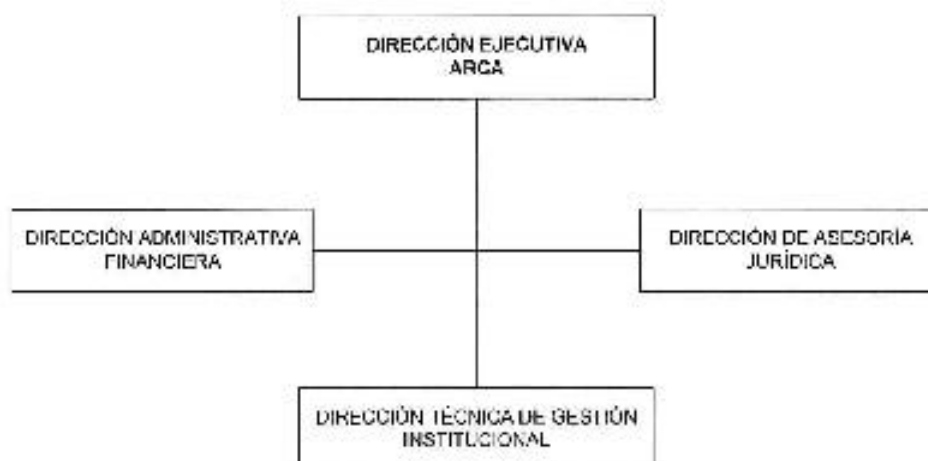 DIRECCIÓN EJECUTIVA
ARCA
DIRECCIÓN ADMINISTRATIVA
FINANCIERA
DIRECCIÓN DE ASESORÍA
JURÍDICA
DIRECCIÓN TÉCNICA DE GESTIÓN
INSTITUCIONAL